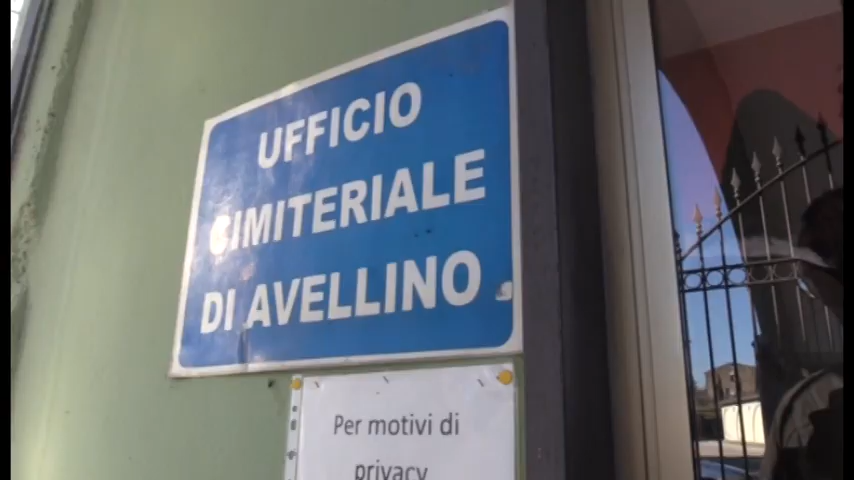 UFFICIO
CIMITERIALE
DI AVELLINO
Per motivi di
privacy